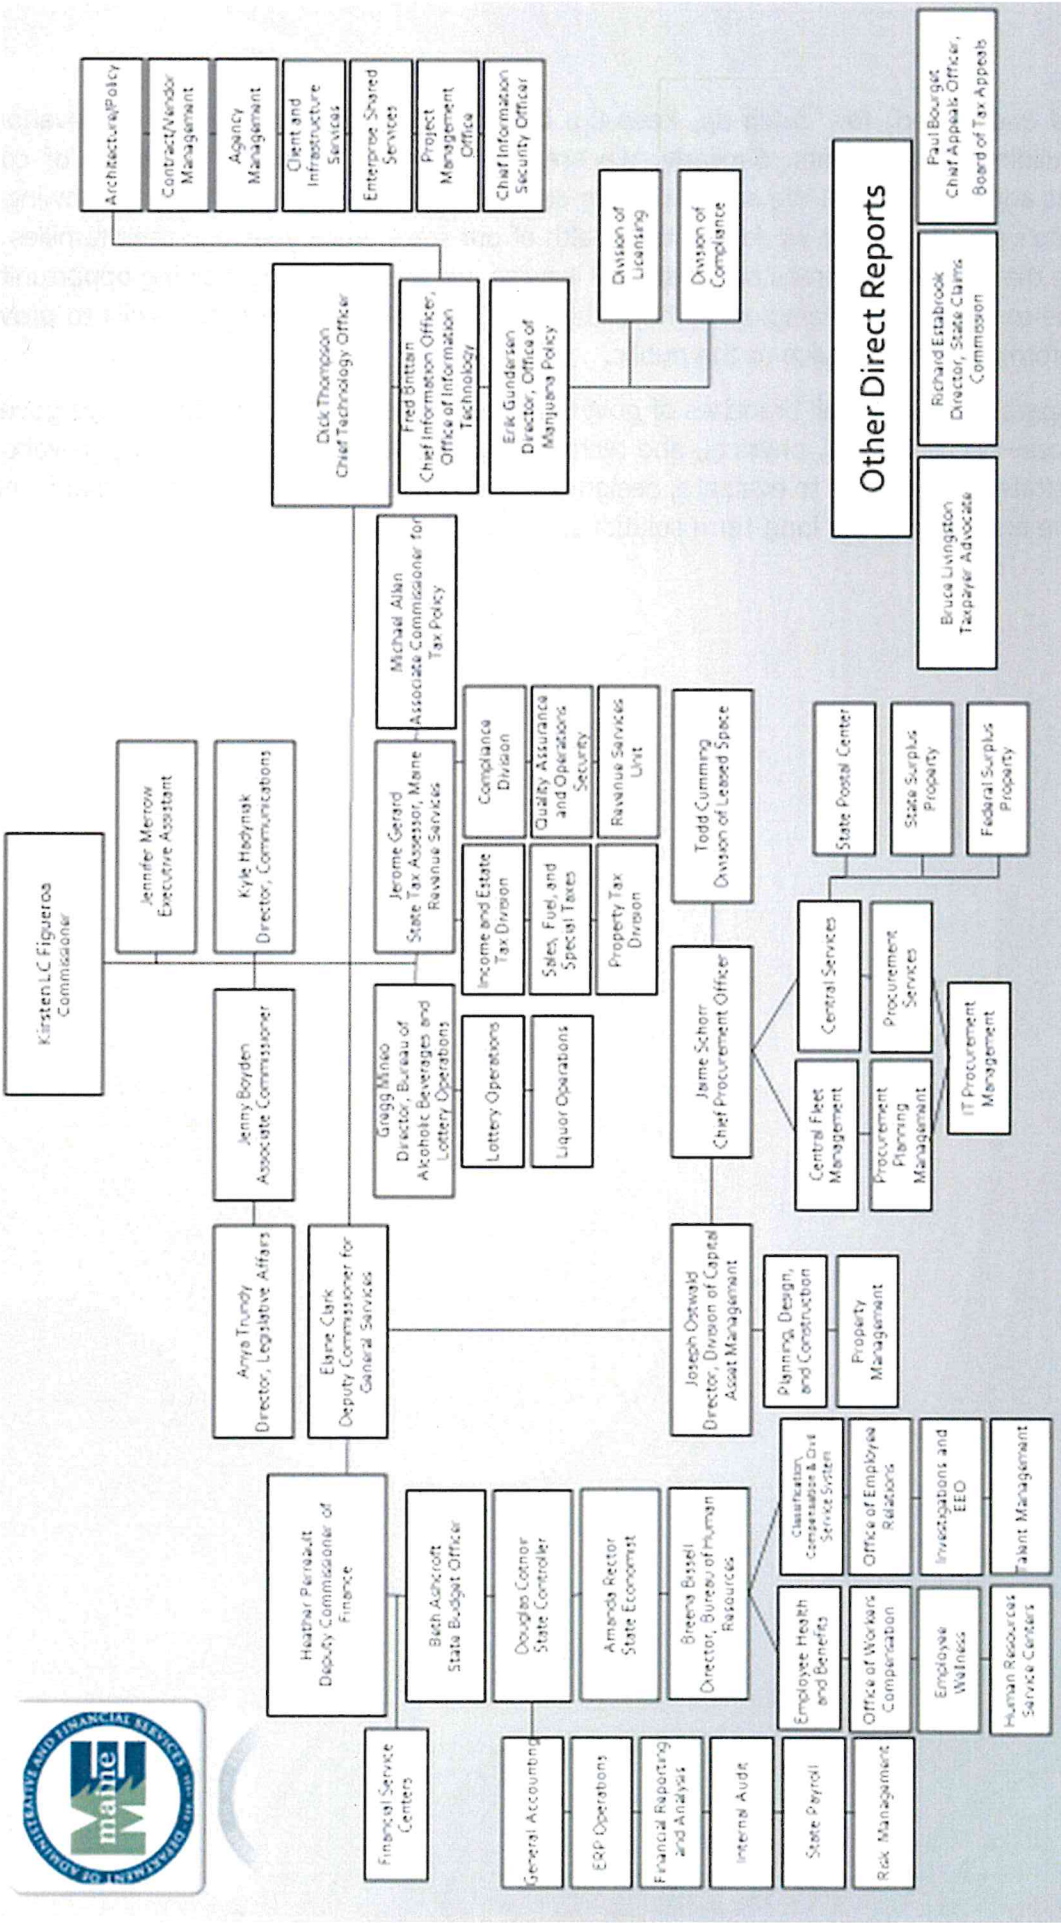 DEPARTMENT OF ADMINISTRATIVE AND FINANCIAL SERVICES
maine
Kirsten LC Figueroa
Commissioner
Jennifer Merrow
Executive Assistant
Anya Trundy
Director, Legislative Affairs
Jenny Boyden
Associate Commissioner
Kyle Hadyniak
Director, Communications
Heather Perreault
Deputy Commissioner of
Finance
Elaine Clark
Deputy Commissioner for
General Services
Dick Thompson
Chief Technology Officer
Architecture/Policy
Contract/Vendor
Management
Agency
Management
Client and
Infrastructure
Services
Enterprise Shared
Services
Project
Management
Office
Chief Information
Security Officer
Financial Service
Centers
Beth Ashcroft
State Budget Officer
Gregg Mineo
Director, Bureau of
Alcoholic Beverages and
Lottery Operations
Jerome Gerard
State Tax Assessor, Maine
Revenue Services
Michael Allen
Associate Commissioner for
Tax Policy
Fred Brittain
Chief Information Officer,
Office of Information
Technology
Lottery Operations
Liquor Operations
Income and Estate
Tax Division
Compliance
Division
Sales, Fuel, and
Special Taxes
Quality Assurance
and Operations
Security
Property Tax
Division
Revenue Services
Unit
Erik Gundersen
Director, Office of
Marijuana Policy
Division of
Licensing
Division of
Compliance
Douglas Cotnoir
State Controller
General Accounting
ERP Operations
Financial Reporting
and Analysis
Internal Audit
State Payroll
Risk Management
Amanda Rector
State Economist
Breena Bissell
Director, Bureau of Human
Resources
Employee Health
and Benefits
Classification,
Compensation & Civil
Service System
Office of Workers
Compensation
Office of Employee
Relations
Employee
Wellness
Investigations and
EEO
Human Resources
Service Centers
Talent Management
Joseph Ostwald
Director, Division of Capital
Asset Management
Planning, Design,
and Construction
Property
Management
Jaime Schorr
Chief Procurement Officer
Todd Cumming
Division of Leased Space
Central Fleet
Management
Central Services
Procurement
Planning
Management
Procurement
Services
IT Procurement
Management
State Postal Center
State Surplus
Property
Federal Surplus
Property
Other Direct Reports
Bruce Livingston
Taxpayer Advocate
Richard Estabrook
Director, State Claims
Commission
Paul Bourget
Chief Appeals Officer,
Board of Tax Appeals